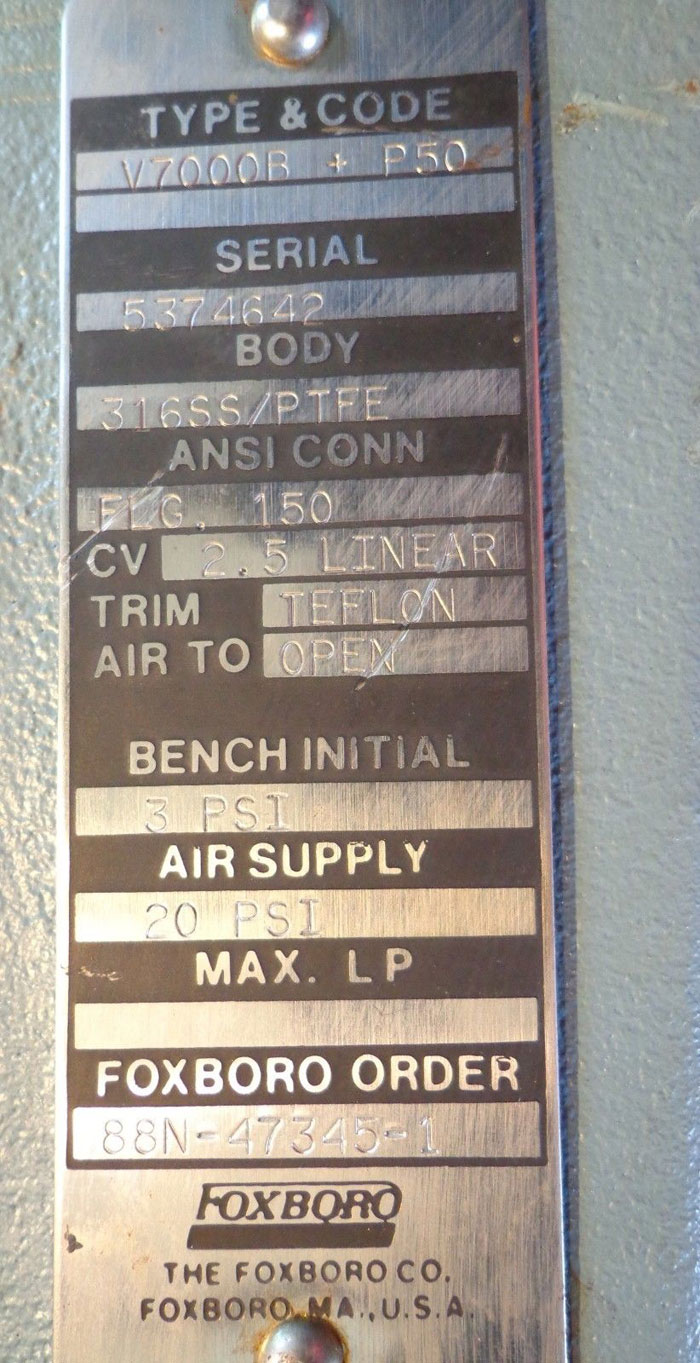 TYPE & CODE
V7000B + P50
SERIAL
5374642
BODY
316SS/PTFE
ANSI CONN
FLG. 150
CV 2.5 LINEAR
TRIM TEFLON
AIR TO OPEN
BENCH INITIAL
3 PSI
AIR SUPPLY
20 PSI
MAX. LP
FOXBORO ORDER
88N-47345-1
FOXBORO
THE FOXBORO CO.
FOXBORO, MA., U.S.A.